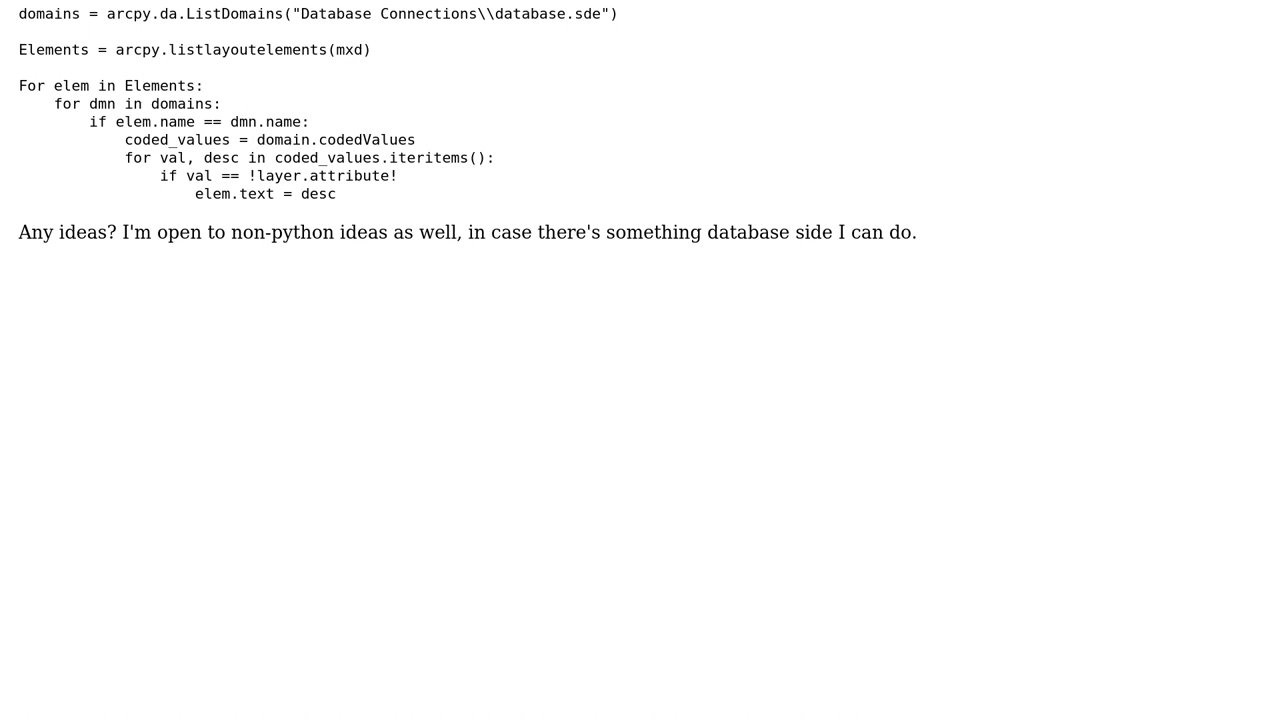 domains = arcpy.da.ListDomains("Database Connections\\database.sde")
Elements = arcpy.listlayoutelements(mxd)
For elem in Elements:
    for dmn in domains:
        if elem.name == dmn.name:
            coded_values = domain.codedValues
            for val, desc in coded_values.iteritems():
                if val == !layer.attribute!
                    elem.text = desc
Any ideas? I'm open to non-python ideas as well, in case there's something database side I can do.